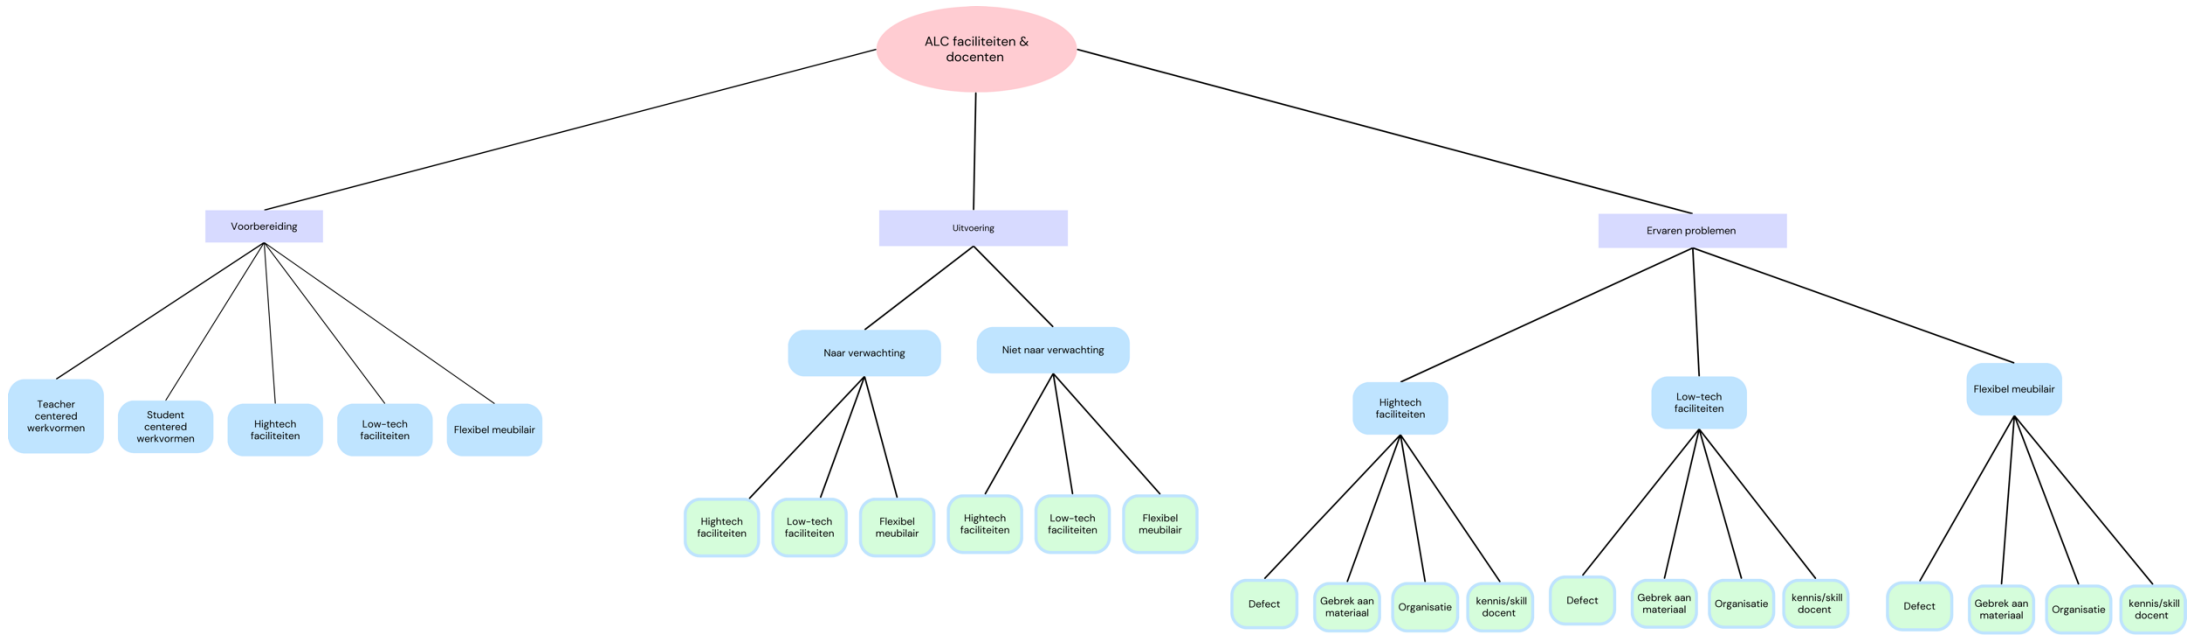 ALC faciliteiten &
docenten
Voorbereiding
Uitvoering
Ervaren problemen
Teacher
centered
werkvormen
Student
centered
werkvormen
Hightech
faciliteiten
Low-tech
faciliteiten
Flexibel meubilair
Naar verwachting
Niet naar verwachting
Hightech
faciliteiten
Low-tech
faciliteiten
Flexibel meubilair
Hightech
faciliteiten
Low-tech
faciliteiten
Flexibel
meubilair
Hightech
faciliteiten
Low-tech
faciliteiten
Flexibel
meubilair
Defect
Gebrek aan
materiaal
Organisatie
kennis/skill
docent
Defect
Gebrek aan
materiaal
Organisatie
kennis/skill
docent
Defect
Gebrek aan
materiaal
Organisatie
kennis/skill
docent